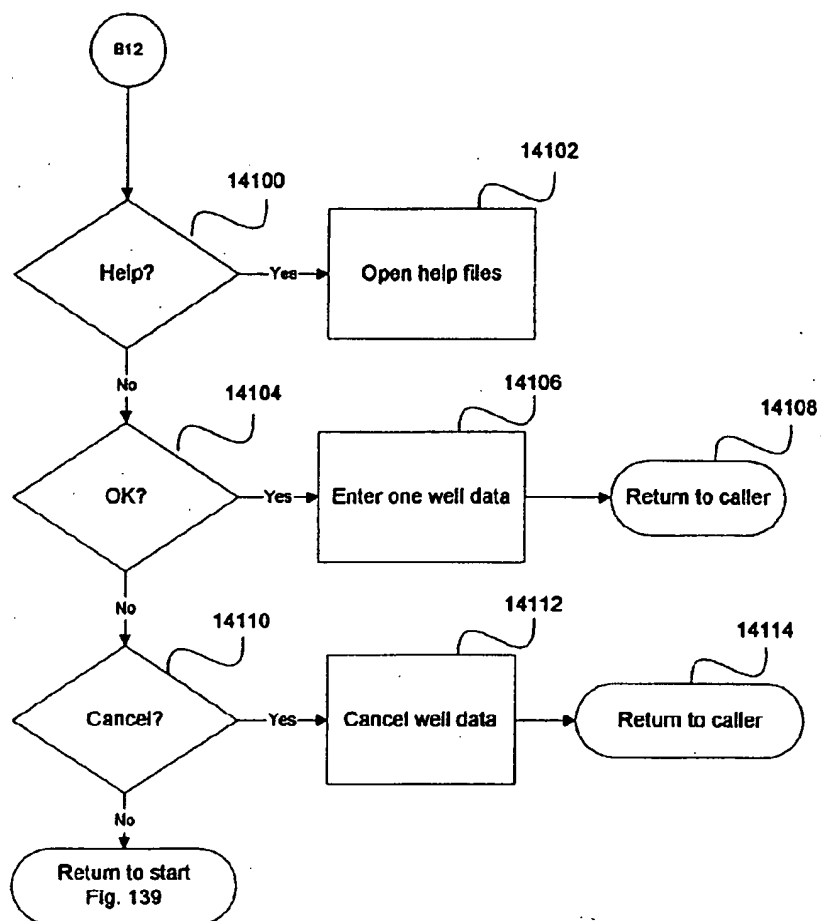 B12
14100
14102
Help?
Yes
Open help files
No
14104
14106
14108
OK?
Yes
Enter one well data
Return to caller
No
14110
14112
14114
Cancel?
Yes
Cancel well data
Return to caller
No
Return to start
Fig. 139